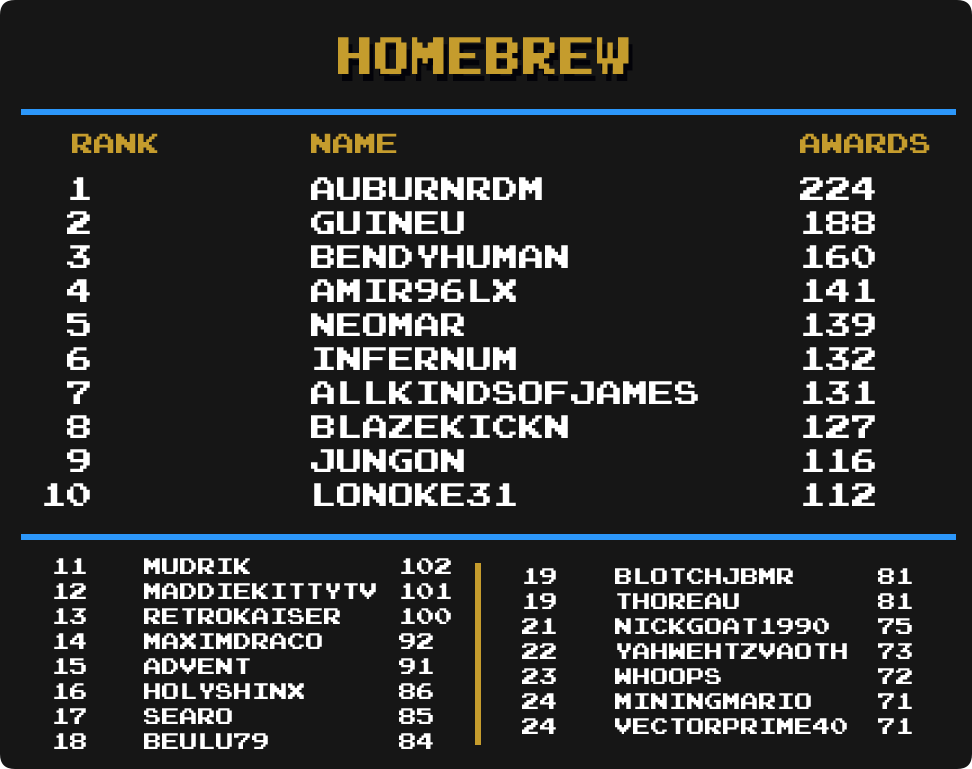 HOMEBREW
RANK NAME AWARDS
1 AUBURNRDM 224
2 GUINEU 188
3 BENDYHUMAN 160
4 AMIR96LX 141
5 NEOMAR 139
6 INFERNUM 132
7 ALLKINDSOFJAMES 131
8 BLAZEKICKN 127
9 JUNGON 116
10 LONOKE31 112
11 MUDRIK 102
12 MADDIEKITTYTV 101
13 RETROKAISER 100
14 MAXIMDRACO 92
15 ADVENT 91
16 HOLYSHINX 86
17 SEARO 85
18 BEULU79 84
19 BLOTCHJBMR 81
19 THOREAU 81
21 NICKGOAT1990 75
22 YAHWEHTZVAOTH 73
23 WHOOPS 72
24 MININGMARIO 71
24 VECTORPRIME40 71